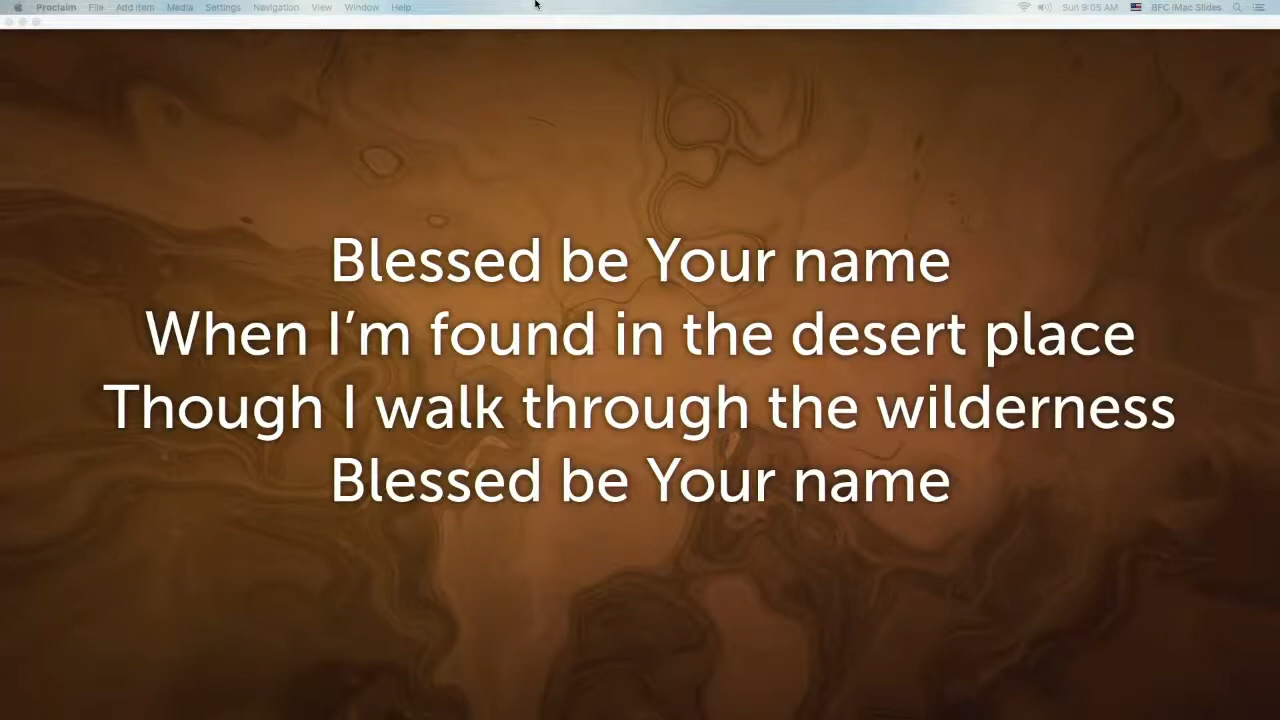 Proclaim File Add Item Media Settings Navigation View Window Help Sun 9:05 AM BFC iMac Slides
Blessed be Your name
When I’m found in the desert place
Though I walk through the wilderness
Blessed be Your name